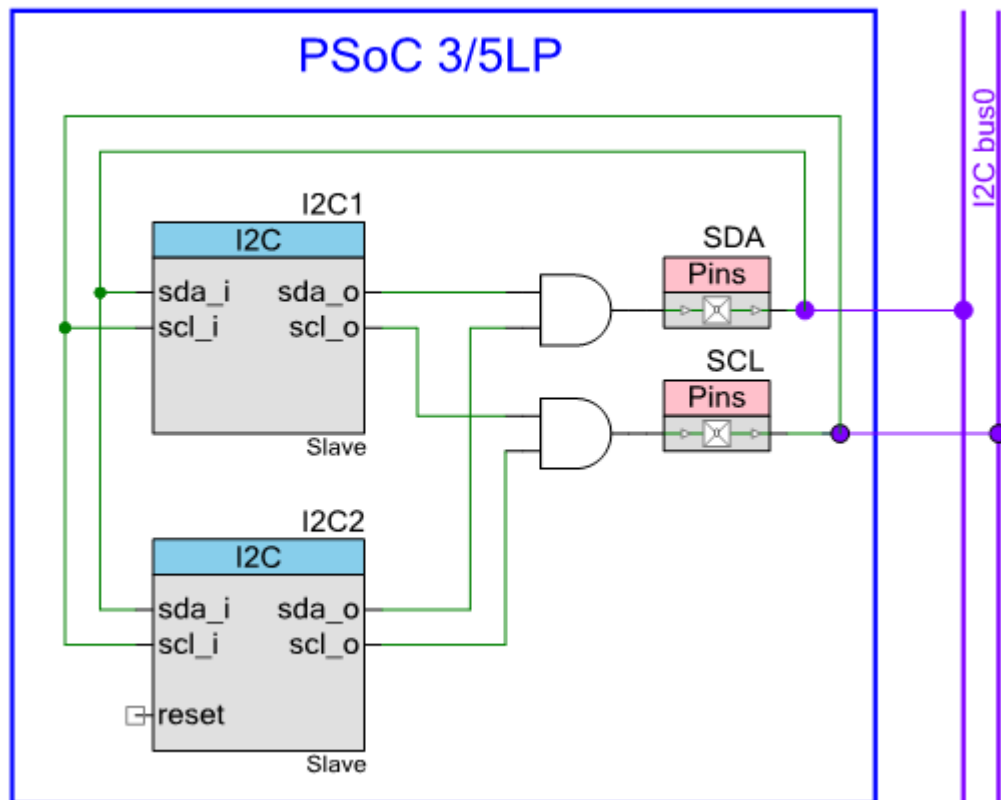 PSoC 3/5LP
I2C bus0
I2C1
I2C
sda_i
sda_o
scl_i
scl_o
Slave
SDA
Pins
SCL
Pins
I2C2
I2C
sda_i
sda_o
scl_i
scl_o
reset
Slave